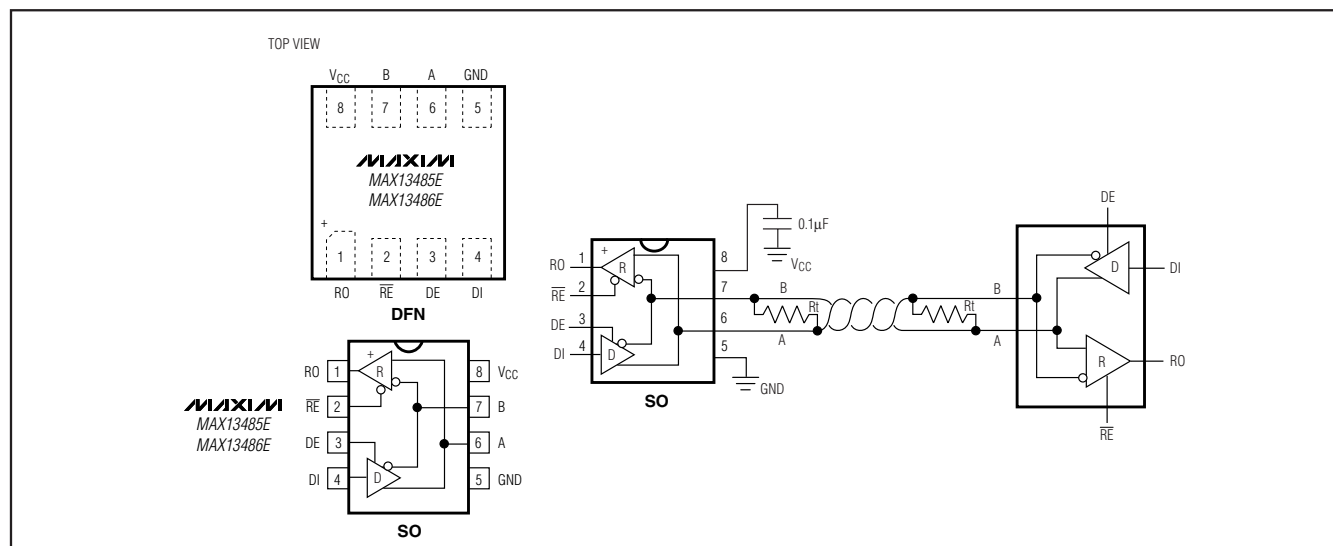 TOP VIEW
VCC B A GND
8 7 6 5
MAXIM
MAX13485E
MAX13486E
+
1 2 3 4
RO RE DE DI
DFN
MAXIM
MAX13485E
MAX13486E
RO 1 + R 8 VCC
RE 2 7 B
DE 3 6 A
DI 4 D 5 GND
SO
0.1µF
VCC
RO 1 + R 8
RE 2 7 B
DE 3 6 A
DI 4 D 5
GND
SO
Rt Rt
DE
D DI
B
A
R RO
RE